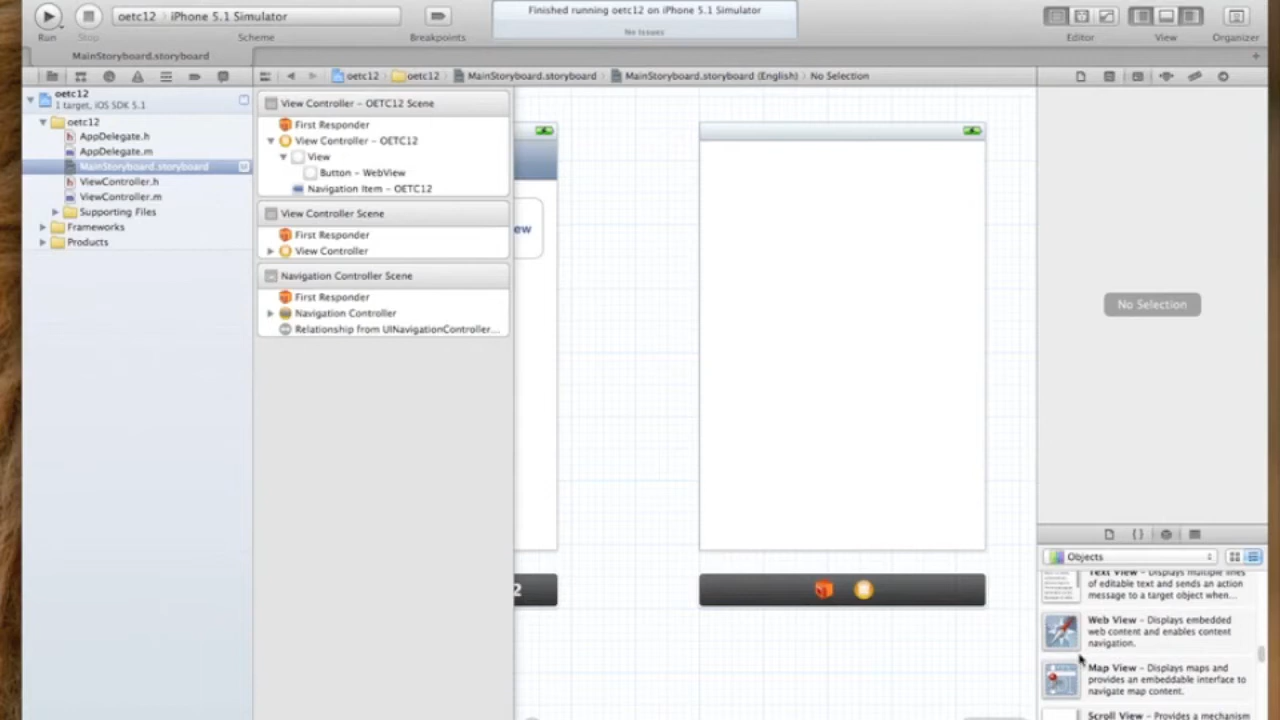 oetc12 iPhone 5.1 Simulator
Finished running oetc12 on iPhone 5.1 Simulator
No Issues
Run Stop Scheme Breakpoints Editor View Organizer
MainStoryboard.storyboard
oetc12 oetc12 MainStoryboard.storyboard MainStoryboard.storyboard (English) No Selection
oetc12
1 target, iOS SDK 5.1
oetc12
AppDelegate.h
AppDelegate.m
MainStoryboard.storyboard
ViewController.h
ViewController.m
Supporting Files
Frameworks
Products
View Controller – OETC12 Scene
First Responder
View Controller – OETC12
View
Button – WebView
Navigation Item – OETC12
View Controller Scene
First Responder
View Controller
Navigation Controller Scene
First Responder
Navigation Controller
Relationship from UINavigationController...
ew
2
No Selection
Objects
Text View – Displays multiple lines
of editable text and sends an action
message to a target object when...
Web View – Displays embedded
web content and enables content
navigation.
Map View – Displays maps and
provides an embeddable interface to
navigate map content.
Scroll View – Provides a mechanism